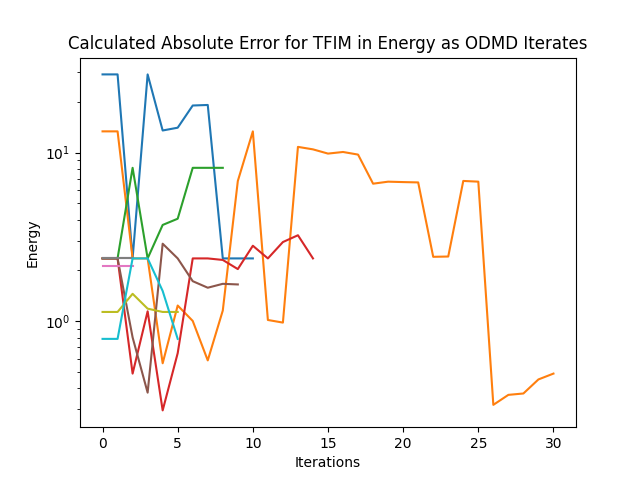 Calculated Absolute Error for TFIM in Energy as ODMD Iterates
10¹
10⁰
Energy
0 5 10 15 20 25 30
Iterations